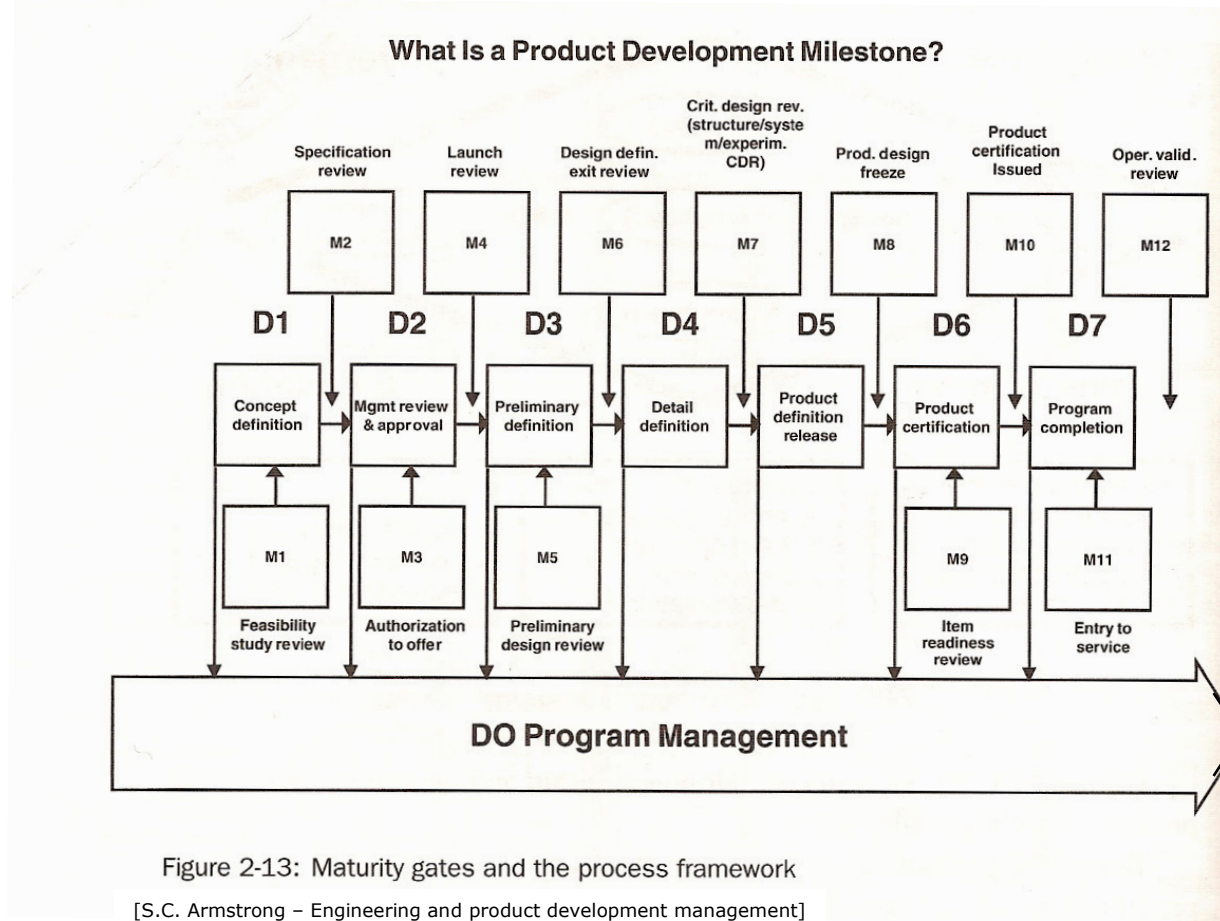 What Is a Product Development Milestone?
Specification
review
Launch
review
Design defin.
exit review
Crit. design rev.
(structure/syste
m/experim.
CDR)
Prod. design
freeze
Product
certification
Issued
Oper. valid.
review
M2
M4
M6
M7
M8
M10
M12
D1
D2
D3
D4
D5
D6
D7
Concept
definition
Mgmt review
& approval
Preliminary
definition
Detail
definition
Product
definition
release
Product
certification
Program
completion
M1
M3
M5
M9
M11
Feasibility
study review
Authorization
to offer
Preliminary
design review
Item
readiness
review
Entry to
service
DO Program Management
Figure 2-13: Maturity gates and the process framework
[S.C. Armstrong – Engineering and product development management]